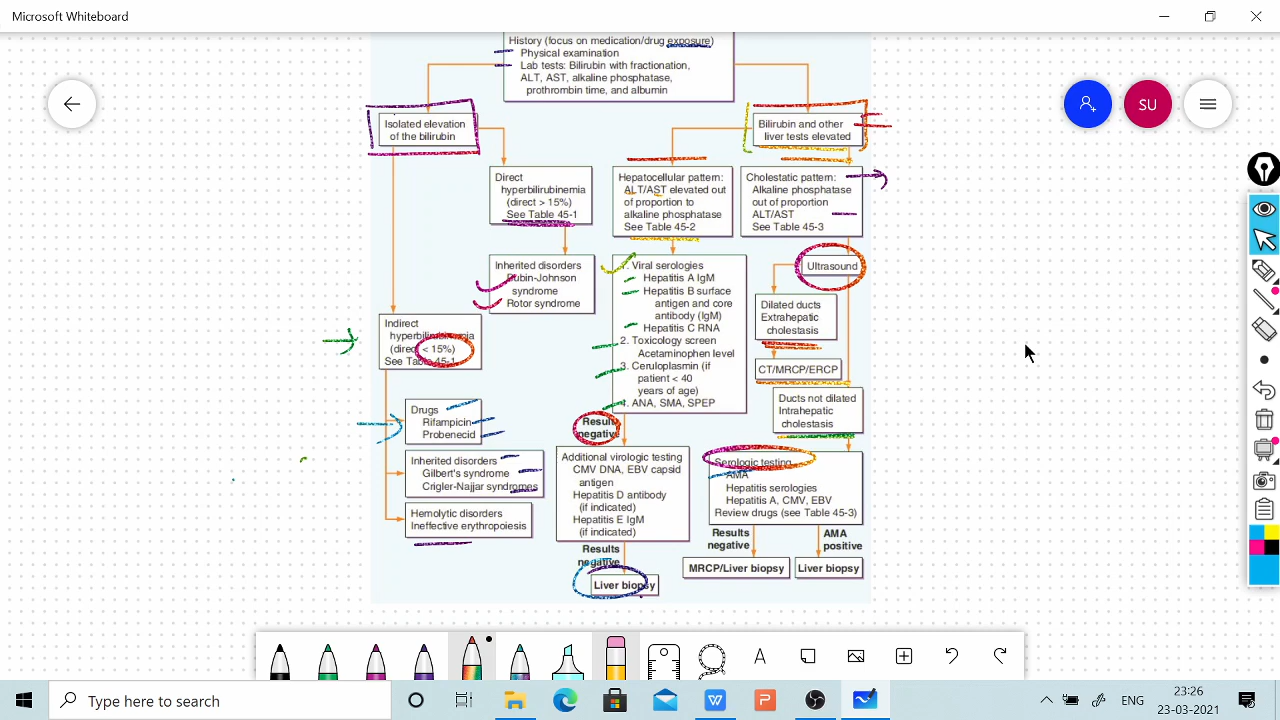 Microsoft Whiteboard
History (focus on medication/drug exposure)
Physical examination
Lab tests: Bilirubin with fractionation,
ALT, AST, alkaline phosphatase,
prothrombin time, and albumin
SU
Isolated elevation
of the bilirubin
Bilirubin and other
liver tests elevated
Direct
hyperbilirubinemia
(direct > 15%)
See Table 45-1
Hepatocellular pattern:
ALT/AST elevated out
of proportion to
alkaline phosphatase
See Table 45-2
Cholestatic pattern:
Alkaline phosphatase
out of proportion
ALT/AST
See Table 45-3
Inherited disorders
Dubin-Johnson
syndrome
Rotor syndrome
1. Viral serologies
Hepatitis A IgM
Hepatitis B surface
antigen and core
antibody (IgM)
Hepatitis C RNA
2. Toxicology screen
Acetaminophen level
3. Ceruloplasmin (if
patient < 40
years of age)
4. ANA, SMA, SPEP
Ultrasound
Dilated ducts
Extrahepatic
cholestasis
CT/MRCP/ERCP
Ducts not dilated
Intrahepatic
cholestasis
Indirect
hyperbilirubinemia
(direct < 15%)
See Table 45-1
Drugs
Rifampicin
Probenecid
Inherited disorders
Gilbert's syndrome
Crigler-Najjar syndromes
Hemolytic disorders
Ineffective erythropoiesis
Results
negative
Additional virologic testing
CMV DNA, EBV capsid
antigen
Hepatitis D antibody
(if indicated)
Hepatitis E IgM
(if indicated)
Results
negative
Liver biopsy
Serologic testing
AMA
Hepatitis serologies
Hepatitis A, CMV, EBV
Review drugs (see Table 45-3)
Results
negative
AMA
positive
MRCP/Liver biopsy
Liver biopsy
A
Type here to search
ENG
23:26
23-03-2021